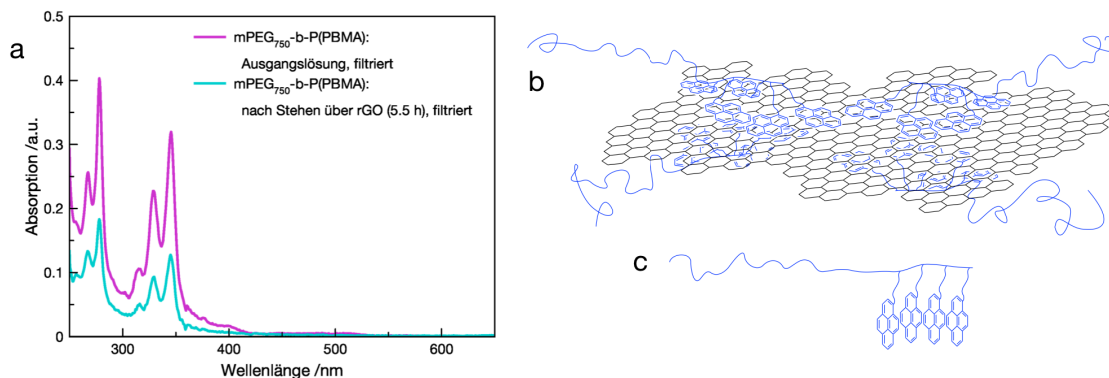 a
0.5
0.4
0.3
0.2
0.1
0
Absorption /a.u.
mPEG750-b-P(PBMA):
Ausgangslösung, filtriert
mPEG750-b-P(PBMA):
nach Stehen über rGO (5.5 h), filtriert
300
400
500
600
Wellenlänge /nm
b
c